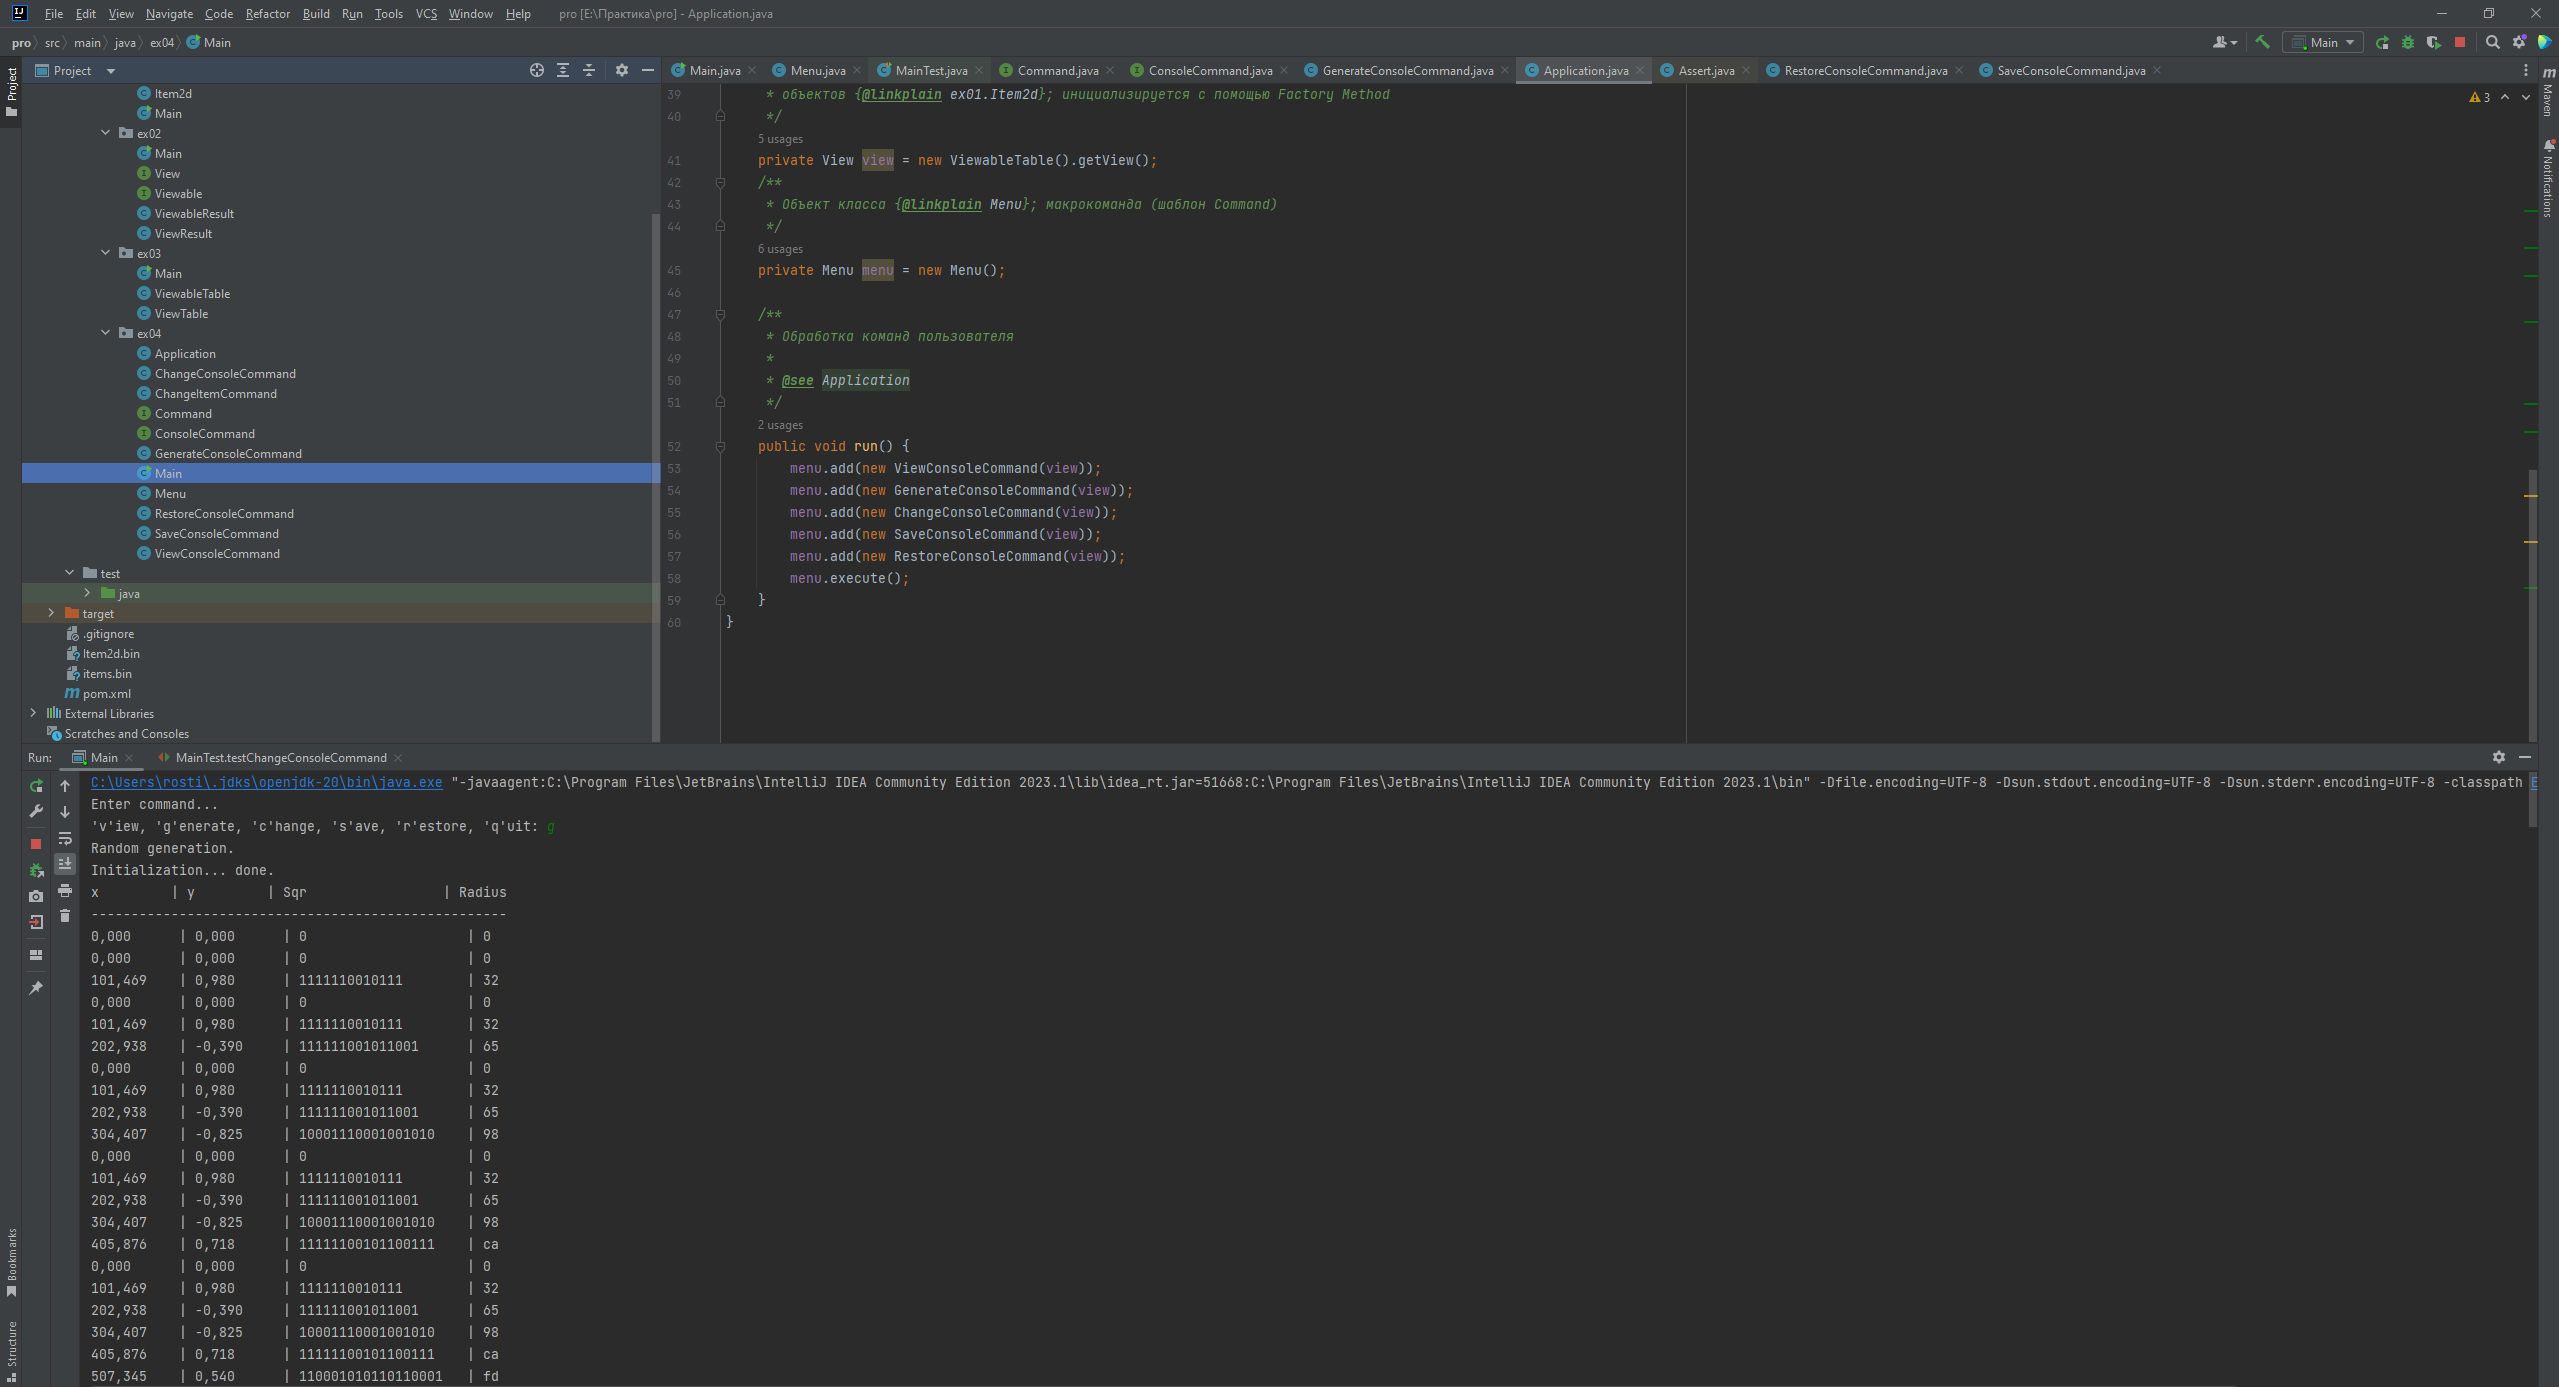 File Edit View Navigate Code Refactor Build Run Tools VCS Window Help pro [E:\Практика\pro] - Application.java
pro src main java ex04 Main
Main
Project
Main.java Menu.java MainTest.java Command.java ConsoleCommand.java GenerateConsoleCommand.java Application.java Assert.java RestoreConsoleCommand.java SaveConsoleCommand.java
Project
Item2d
Main
ex02
Main
View
Viewable
ViewableResult
ViewResult
ex03
Main
ViewableTable
ViewTable
ex04
Application
ChangeConsoleCommand
ChangeItemCommand
Command
ConsoleCommand
GenerateConsoleCommand
Main
Menu
RestoreConsoleCommand
SaveConsoleCommand
ViewConsoleCommand
test
java
target
.gitignore
Item2d.bin
items.bin
pom.xml
External Libraries
Scratches and Consoles
39 * объектов {@linkplain ex01.Item2d}; инициализируется с помощью Factory Method
40 */
5 usages
41 private View view = new ViewableTable().getView();
42 /**
43 * Объект класса {@linkplain Menu}; макрокоманда (шаблон Command)
44 */
6 usages
45 private Menu menu = new Menu();
46
47 /**
48 * Обработка команд пользователя
49 *
50 * @see Application
51 */
2 usages
52 public void run() {
53 menu.add(new ViewConsoleCommand(view));
54 menu.add(new GenerateConsoleCommand(view));
55 menu.add(new ChangeConsoleCommand(view));
56 menu.add(new SaveConsoleCommand(view));
57 menu.add(new RestoreConsoleCommand(view));
58 menu.execute();
59 }
60 }
3
Maven
Notifications
Run: Main MainTest.testChangeConsoleCommand
C:\Users\rosti\.jdks\openjdk-20\bin\java.exe "-javaagent:C:\Program Files\JetBrains\IntelliJ IDEA Community Edition 2023.1\lib\idea_rt.jar=51668:C:\Program Files\JetBrains\IntelliJ IDEA Community Edition 2023.1\bin" -Dfile.encoding=UTF-8 -Dsun.stdout.encoding=UTF-8 -Dsun.stderr.encoding=UTF-8 -classpath E
Enter command...
'v'iew, 'g'enerate, 'c'hange, 's'ave, 'r'estore, 'q'uit: g
Random generation.
Initialization... done.
x | y | Sqr | Radius
----------------------------------------------------
0,000 | 0,000 | 0 | 0
0,000 | 0,000 | 0 | 0
101,469 | 0,980 | 1111110010111 | 32
0,000 | 0,000 | 0 | 0
101,469 | 0,980 | 1111110010111 | 32
202,938 | -0,390 | 111111001011001 | 65
0,000 | 0,000 | 0 | 0
101,469 | 0,980 | 1111110010111 | 32
202,938 | -0,390 | 111111001011001 | 65
304,407 | -0,825 | 10001110001001010 | 98
0,000 | 0,000 | 0 | 0
101,469 | 0,980 | 1111110010111 | 32
202,938 | -0,390 | 111111001011001 | 65
304,407 | -0,825 | 10001110001001010 | 98
405,876 | 0,718 | 11111100101100111 | ca
0,000 | 0,000 | 0 | 0
101,469 | 0,980 | 1111110010111 | 32
202,938 | -0,390 | 111111001011001 | 65
304,407 | -0,825 | 10001110001001010 | 98
405,876 | 0,718 | 11111100101100111 | ca
507,345 | 0,540 | 110001010110110001 | fd
Bookmarks
Structure